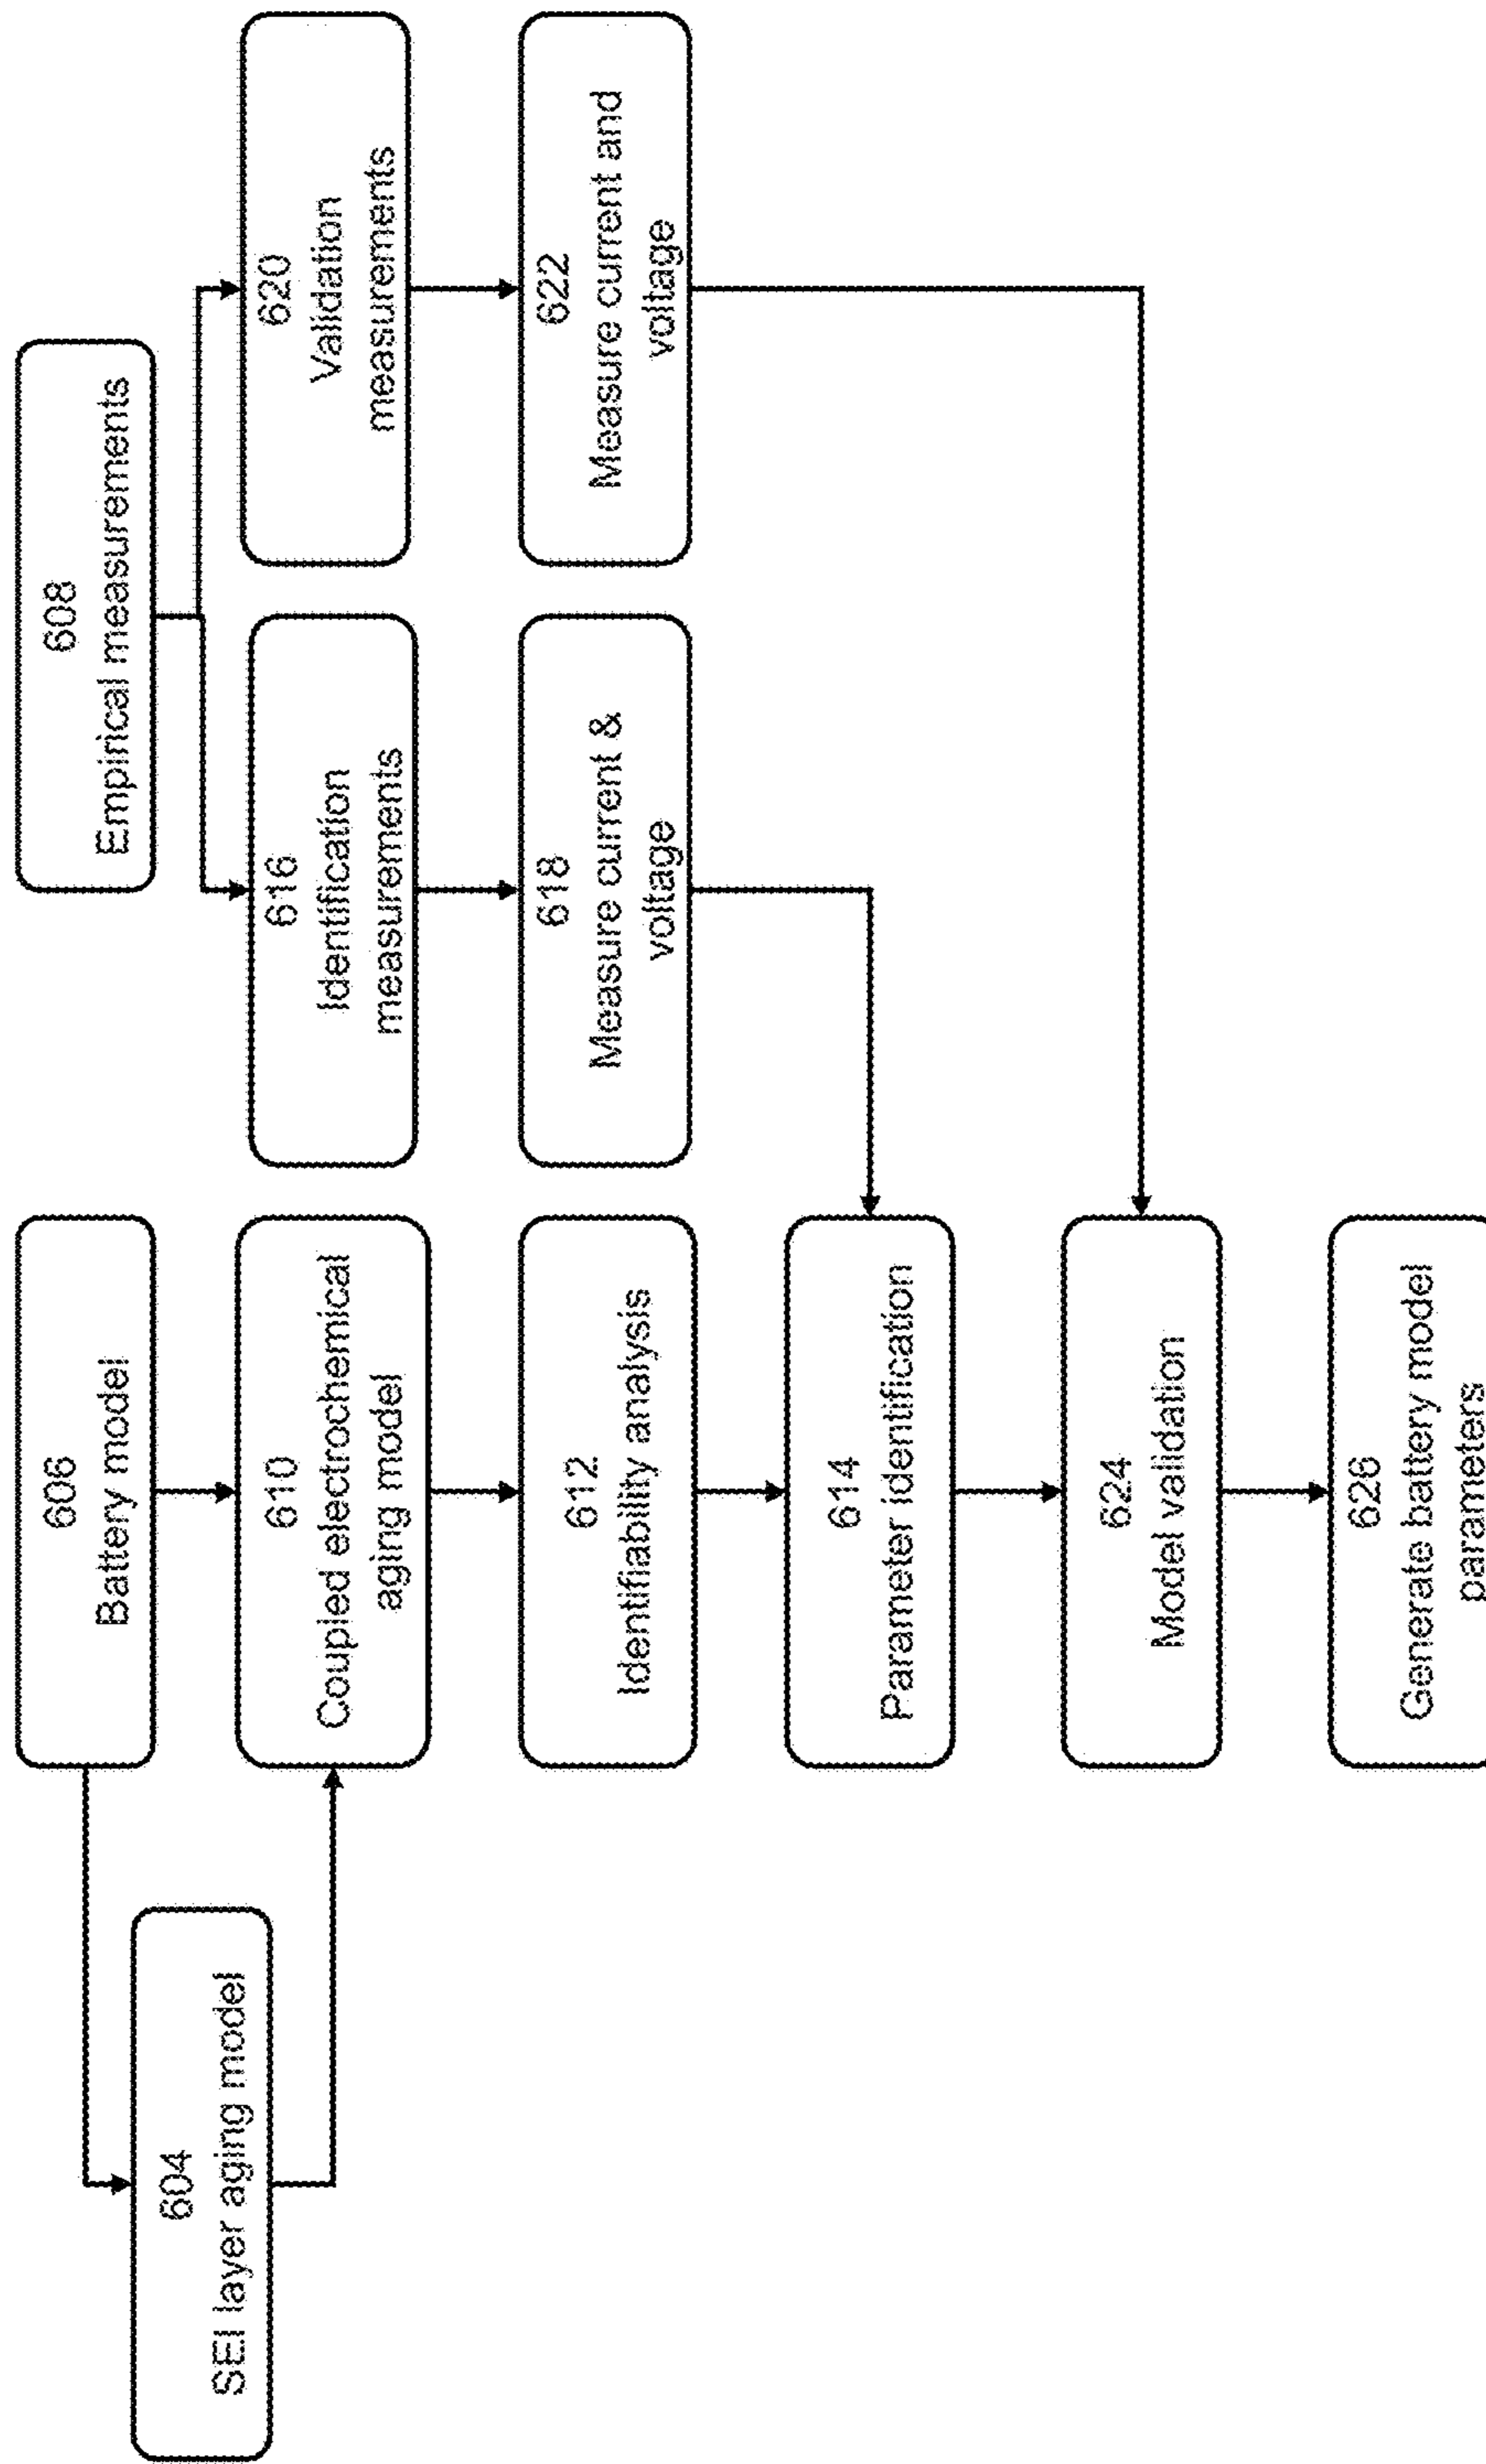 606
Battery model
608
Empirical measurements
604
SEI layer aging model
610
Coupled electrochemical
aging model
616
Identification
measurements
620
Validation
measurements
612
Identifiability analysis
618
Measure current &
voltage
622
Measure current and
voltage
614
Parameter identification
624
Model validation
626
Generate battery model
parameters